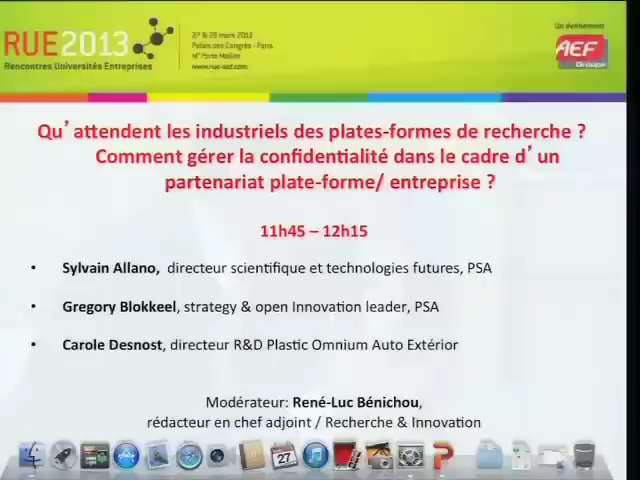 RUE2013
Rencontres Universités Entreprises
27 & 28 mars 2013
Palais des Congrès - Paris
M° Porte Maillot
www.rue-aef.com
Un événement
AEF
Groupe
Qu'attendent les industriels des plates-formes de recherche ?
Comment gérer la confidentialité dans le cadre d'un
partenariat plate-forme/ entreprise ?
11h45 – 12h15
• Sylvain Allano, directeur scientifique et technologies futures, PSA
• Gregory Blokkeel, strategy & open Innovation leader, PSA
• Carole Desnost, directeur R&D Plastic Omnium Auto Extérior
Modérateur: René-Luc Bénichou,
rédacteur en chef adjoint / Recherche & Innovation
27